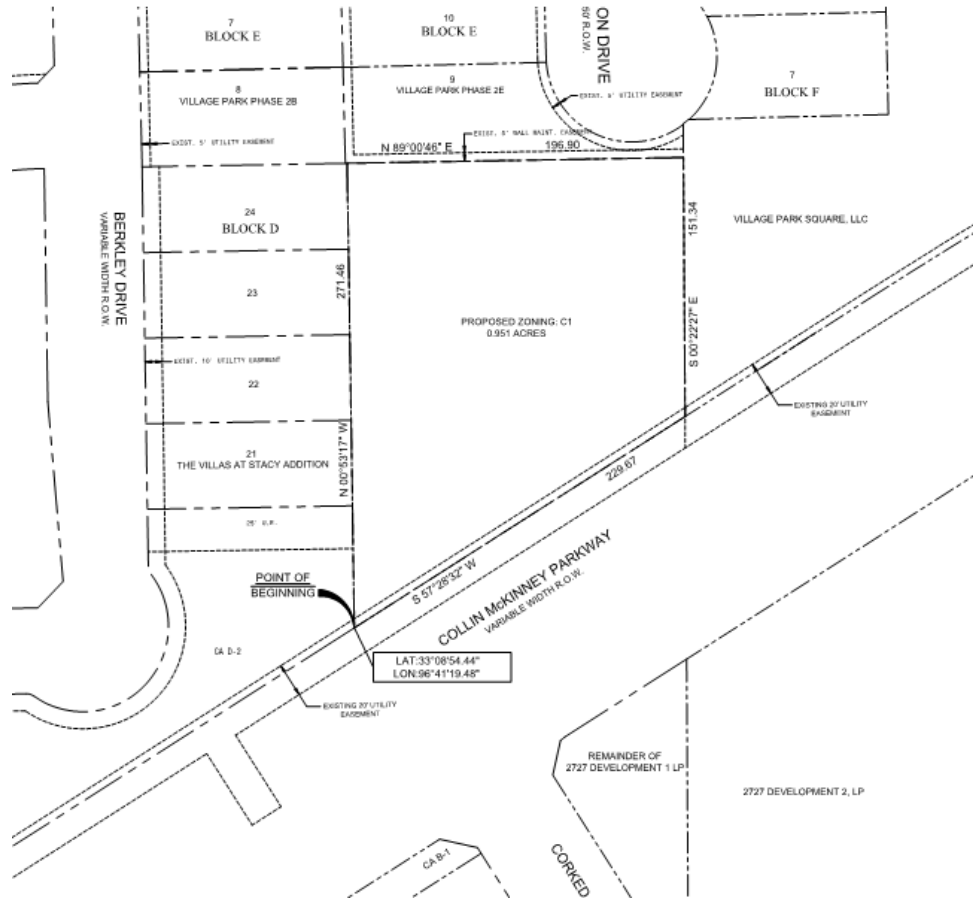 7
BLOCK E
10
BLOCK E
ON DRIVE
50' R.O.W.
7
BLOCK F
8
VILLAGE PARK PHASE 2B
9
VILLAGE PARK PHASE 2E
EXIST. 5' UTILITY EASEMENT
EXIST. 5' UTILITY EASEMENT
EXIST. 5' WALL MAINT. EASEMENT
N 89°00'46" E
196.90
24
BLOCK D
BERKLEY DRIVE
VARIABLE WIDTH R.O.W.
23
271.46
151.34
VILLAGE PARK SQUARE, LLC
PROPOSED ZONING: C1
0.951 ACRES
S 00°22'27" E
EXIST. 10' UTILITY EASEMENT
22
EXISTING 20' UTILITY
EASEMENT
21
THE VILLAS AT STACY ADDITION
N 00°53'17" W
229.67
S 57°28'32" W
COLLIN McKINNEY PARKWAY
VARIABLE WIDTH R.O.W.
POINT OF
BEGINNING
CA D-2
LAT:33°08'54.44"
LON:96°41'19.48"
EXISTING 20' UTILITY
EASEMENT
REMAINDER OF
2727 DEVELOPMENT 1 LP
2727 DEVELOPMENT 2, LP
CA B-1
CORKED